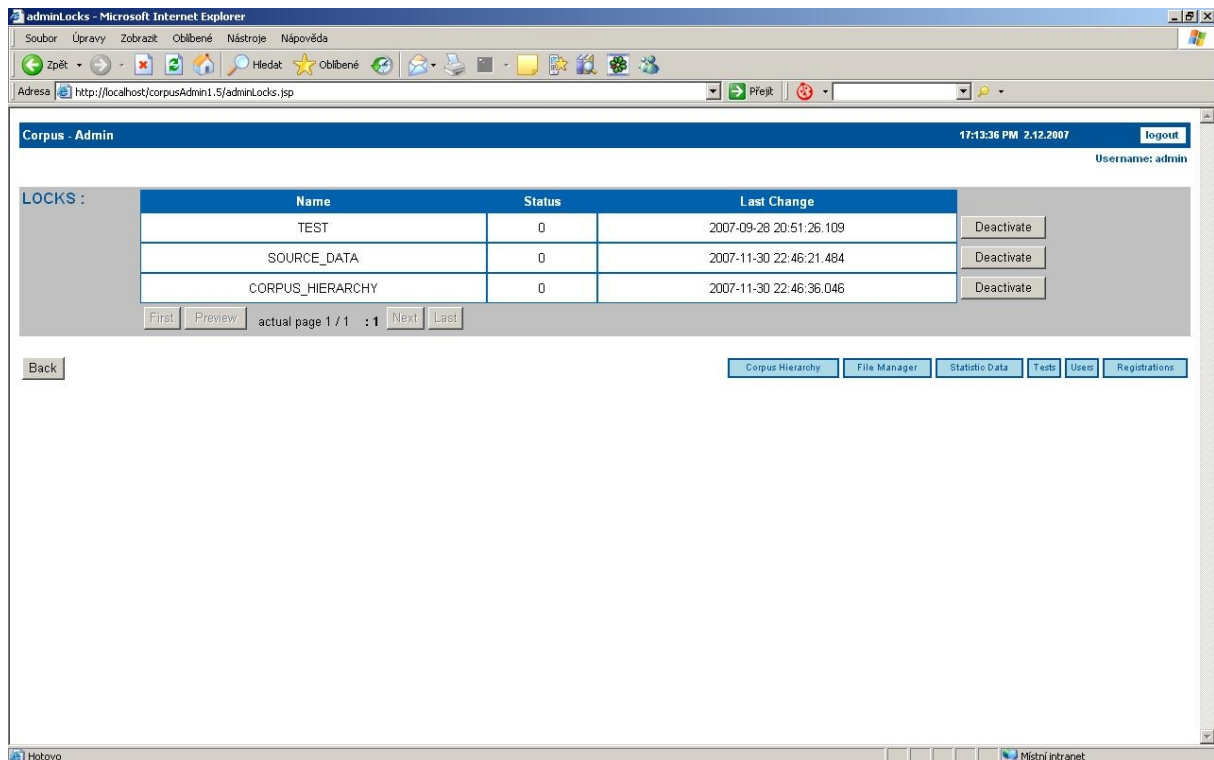 adminLocks - Microsoft Internet Explorer
Soubor Úpravy Zobrazit Oblíbené Nástroje Nápověda
Zpět Hledat Oblíbené
Adresa http://localhost/corpusAdmin1.5/adminLocks.jsp Přejít
Corpus - Admin 17:13:36 PM 2.12.2007 logout
Username: admin
LOCKS : Name Status Last Change
TEST 0 2007-09-28 20:51:26.109 Deactivate
SOURCE_DATA 0 2007-11-30 22:46:21.484 Deactivate
CORPUS_HIERARCHY 0 2007-11-30 22:46:36.046 Deactivate
First Preview actual page 1 / 1 : 1 Next Last
Back Corpus Hierarchy File Manager Statistic Data Tests Users Registrations
Hotovo Místní intranet